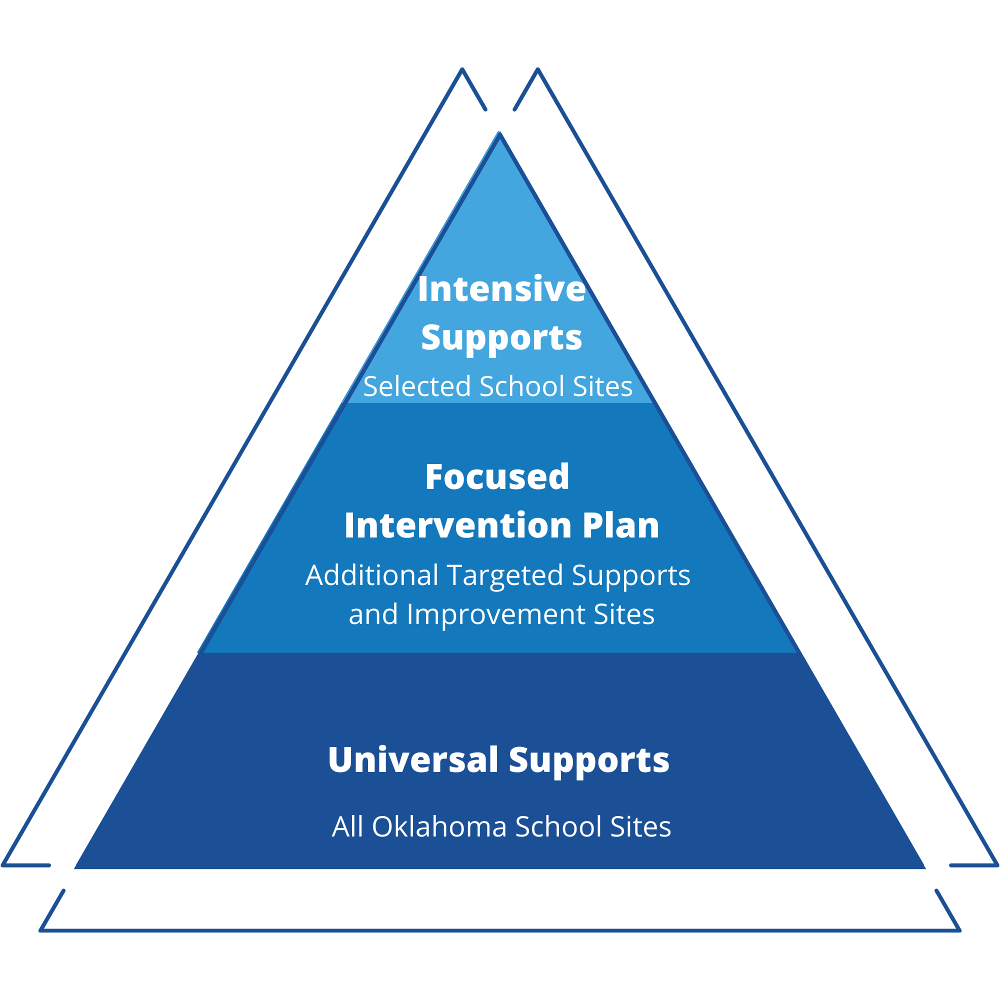 Intensive
Supports
Selected School Sites
Focused
Intervention Plan
Additional Targeted Supports
and Improvement Sites
Universal Supports
All Oklahoma School Sites